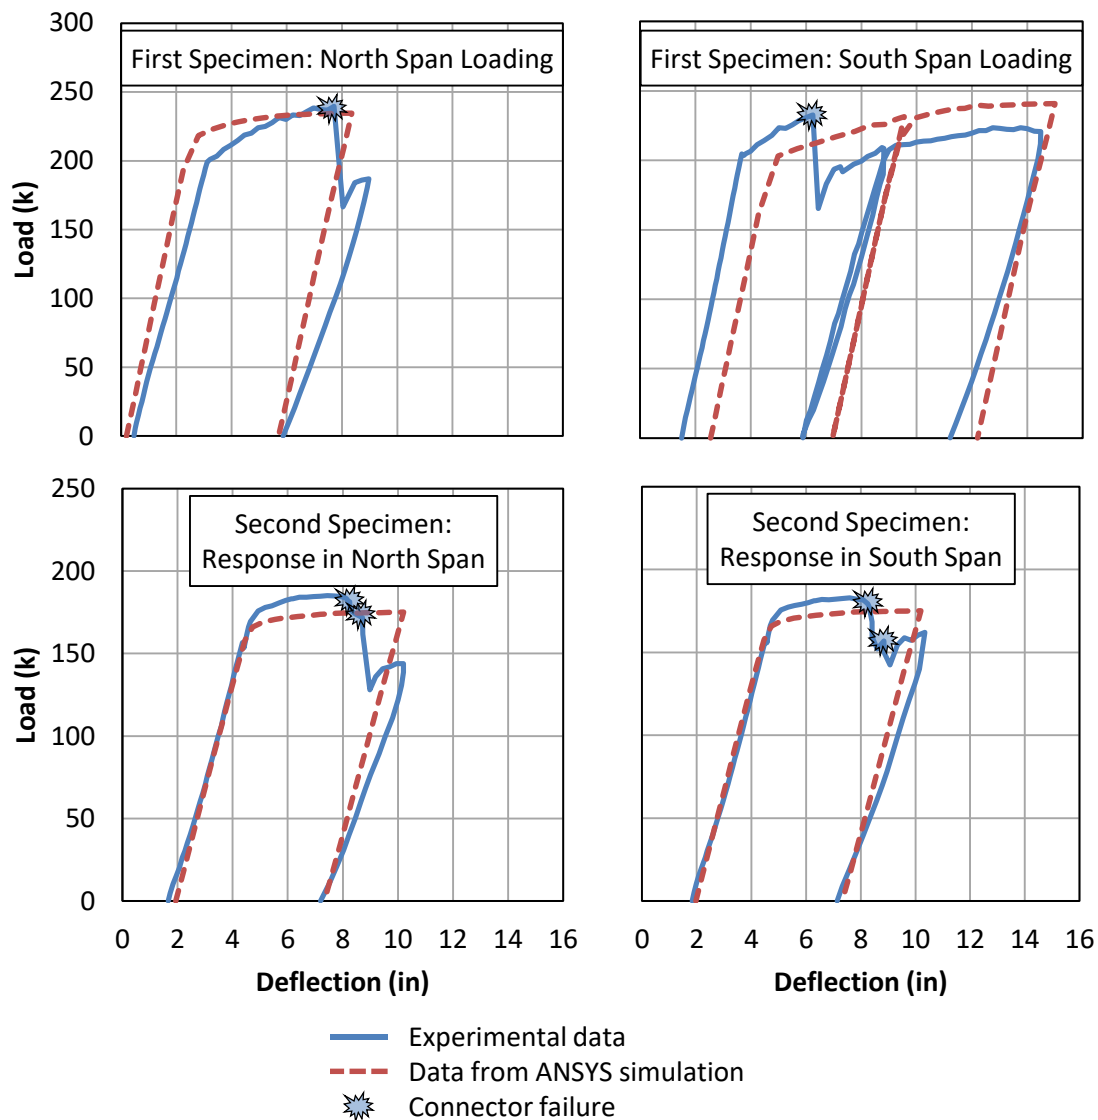 First Specimen: North Span Loading
First Specimen: South Span Loading
300
250
200
150
100
50
0
Load (k)
Second Specimen:
Response in North Span
Second Specimen:
Response in South Span
250
200
150
100
50
0
Load (k)
0 2 4 6 8 10 12 14 16
0 2 4 6 8 10 12 14 16
Deflection (in)
Deflection (in)
Experimental data
Data from ANSYS simulation
Connector failure